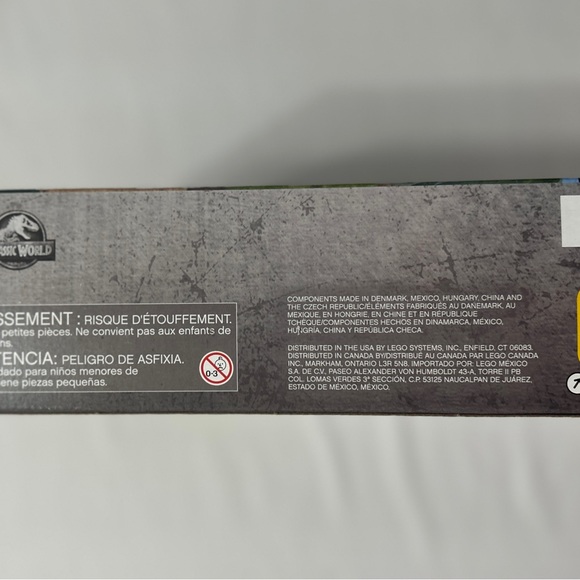 JURASSIC WORLD
SSEMENT : RISQUE D'ÉTOUFFEMENT.
petites pièces. Ne convient pas aux enfants de
ns.
TENCIA: PELIGRO DE ASFIXIA.
dado para niños menores de
ene piezas pequeñas.
0-3
COMPONENTS MADE IN DENMARK, MEXICO, HUNGARY, CHINA AND
THE CZECH REPUBLIC/ÉLÉMENTS FABRIQUÉS AU DANEMARK, AU
MEXIQUE, EN HONGRIE, EN CHINE ET EN RÉPUBLIQUE
TCHÈQUE/COMPONENTES HECHOS EN DINAMARCA, MÉXICO,
HUNGRÍA, CHINA Y REPÚBLICA CHECA.
DISTRIBUTED IN THE USA BY LEGO SYSTEMS, INC., ENFIELD, CT 06083.
DISTRIBUTED IN CANADA BY/DISTRIBUÉ AU CANADA PAR LEGO CANADA
INC., MARKHAM, ONTARIO L3R 5N8. IMPORTADO POR: LEGO MÉXICO
S.A. DE C.V., PASEO ALEXANDER VON HUMBOLDT 43-A, TORRE II PB
COL. LOMAS VERDES 3ª SECCIÓN, C.P. 53125 NAUCALPAN DE JUÁREZ,
ESTADO DE MÉXICO, MÉXICO.